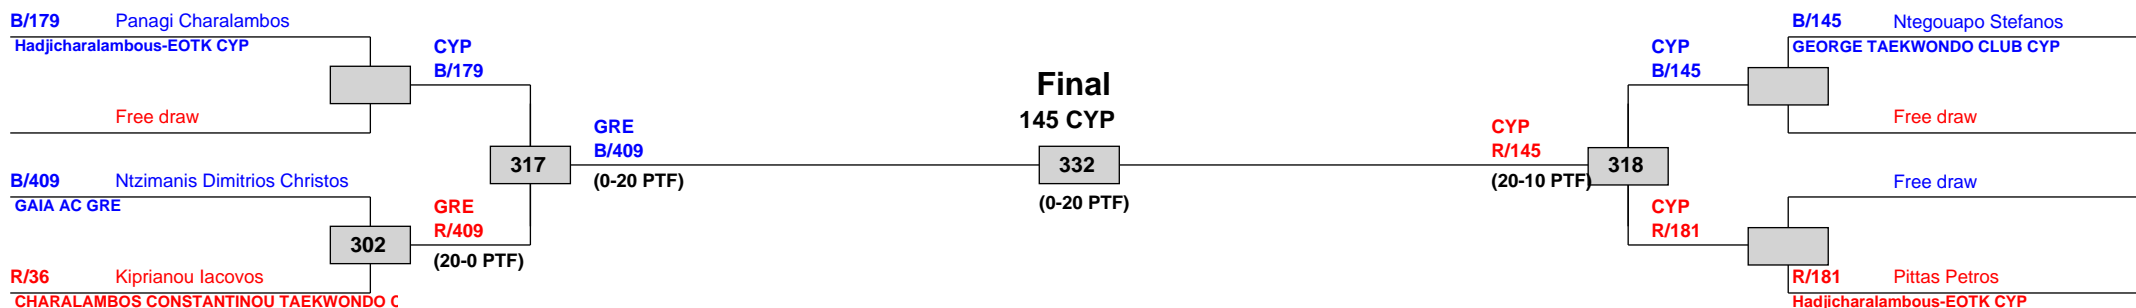 B/179 Panagi Charalambos
Hadjicharalambous-EOTK CYP
CYP
B/179
Free draw
B/409 Ntzimanis Dimitrios Christos
GAIA AC GRE
302
GRE
R/409
(20-0 PTF)
R/36 Kiprianou Iacovos
CHARALAMBOS CONSTANTINOU TAEKWONDO C
317
GRE
B/409
(0-20 PTF)
Final
145 CYP
332
(0-20 PTF)
CYP
R/145
(20-10 PTF)
318
CYP
B/145
B/145 Ntegouapo Stefanos
GEORGE TAEKWONDO CLUB CYP
Free draw
Free draw
CYP
R/181
R/181 Pittas Petros
Hadjicharalambous-EOTK CYP